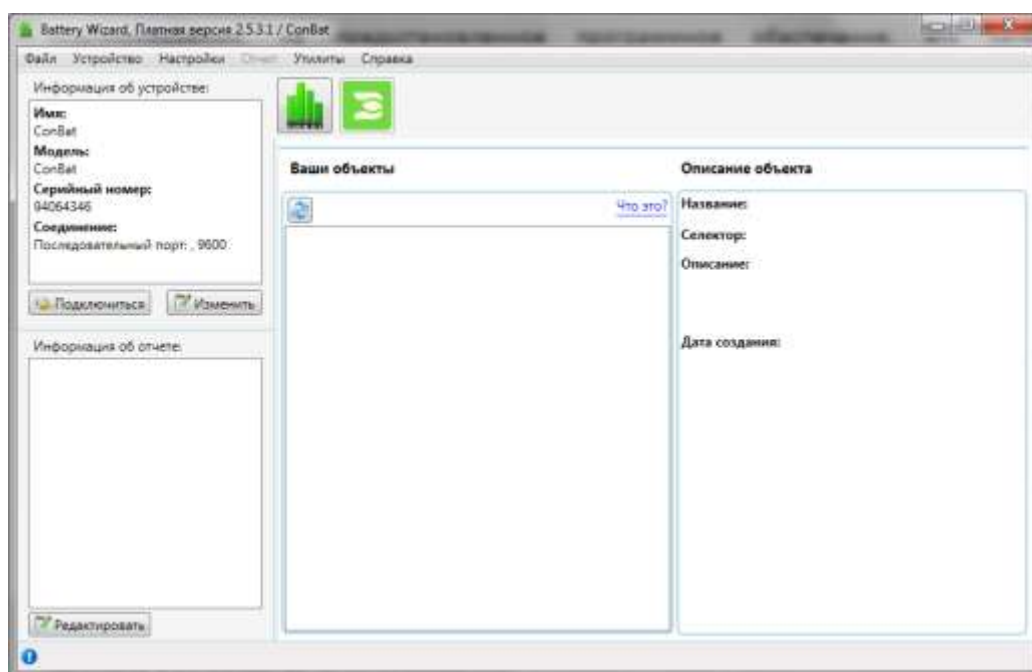 Battery Wizard, Платная версия 2.5.3.1 / ConBat
Файл Устройство Настройки Отчет Утилиты Справка
Информация об устройстве:
Имя:
ConBat
Модель:
ConBat
Серийный номер:
94064346
Соединение:
Последовательный порт: , 9600
Подключиться Изменить
Информация об отчете:
Редактировать
Ваши объекты
Что это?
Описание объекта
Название:
Селектор:
Описание:
Дата создания: